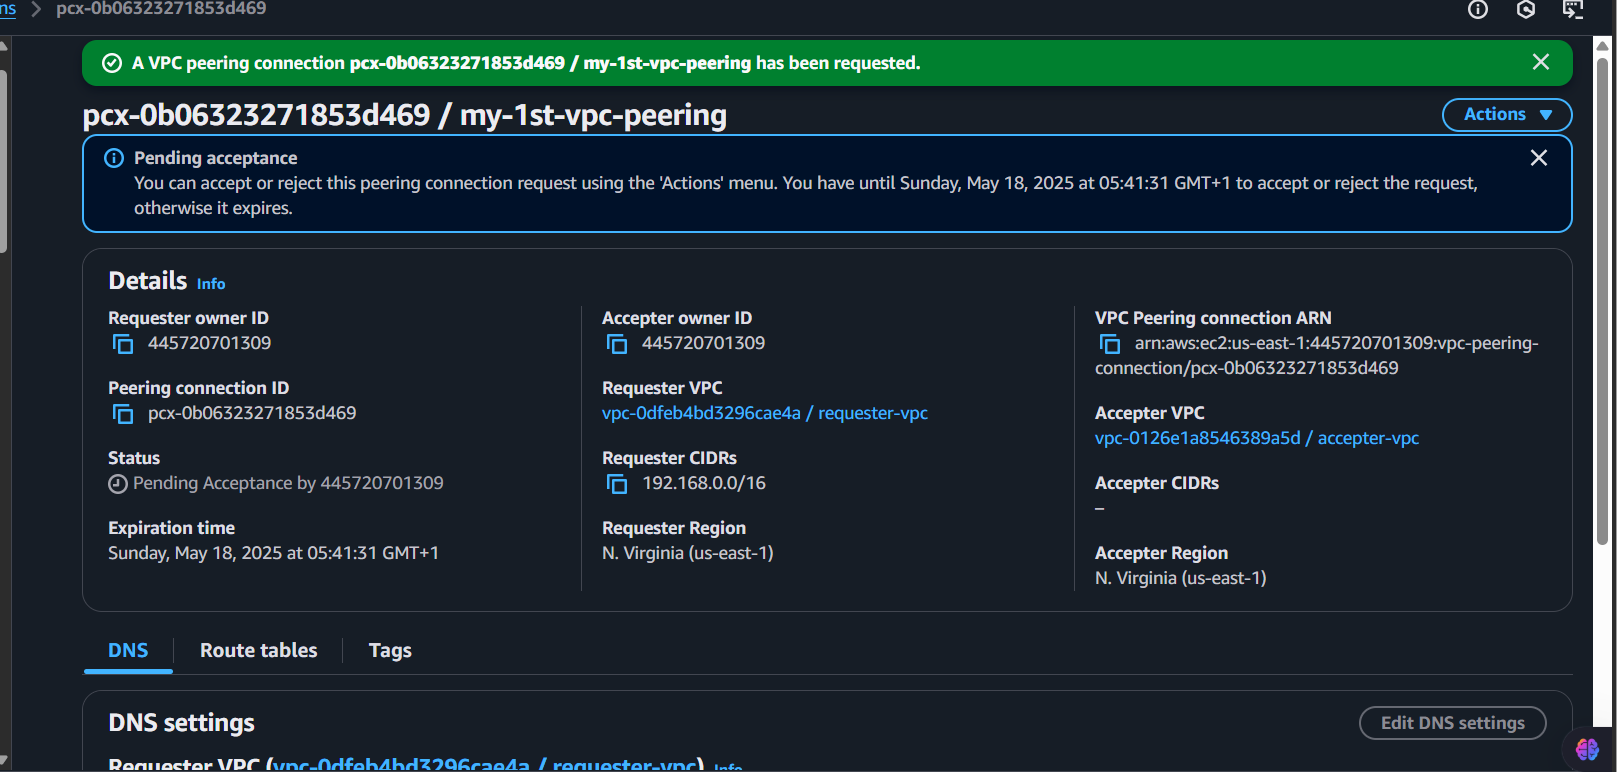 ns > pcx-0b06323271853d469
A VPC peering connection pcx-0b06323271853d469 / my-1st-vpc-peering has been requested.
pcx-0b06323271853d469 / my-1st-vpc-peering
Actions
Pending acceptance
You can accept or reject this peering connection request using the 'Actions' menu. You have until Sunday, May 18, 2025 at 05:41:31 GMT+1 to accept or reject the request,
otherwise it expires.
Details Info
Requester owner ID
445720701309
Peering connection ID
pcx-0b06323271853d469
Status
Pending Acceptance by 445720701309
Expiration time
Sunday, May 18, 2025 at 05:41:31 GMT+1
Accepter owner ID
445720701309
Requester VPC
vpc-0dfeb4bd3296cae4a / requester-vpc
Requester CIDRs
192.168.0.0/16
Requester Region
N. Virginia (us-east-1)
VPC Peering connection ARN
arn:aws:ec2:us-east-1:445720701309:vpc-peering-
connection/pcx-0b06323271853d469
Accepter VPC
vpc-0126e1a8546389a5d / accepter-vpc
Accepter CIDRs
–
Accepter Region
N. Virginia (us-east-1)
DNS
Route tables
Tags
DNS settings
Edit DNS settings
Requester VPC (vpc-0dfeb4bd3296cae4a / requester-vpc) Info